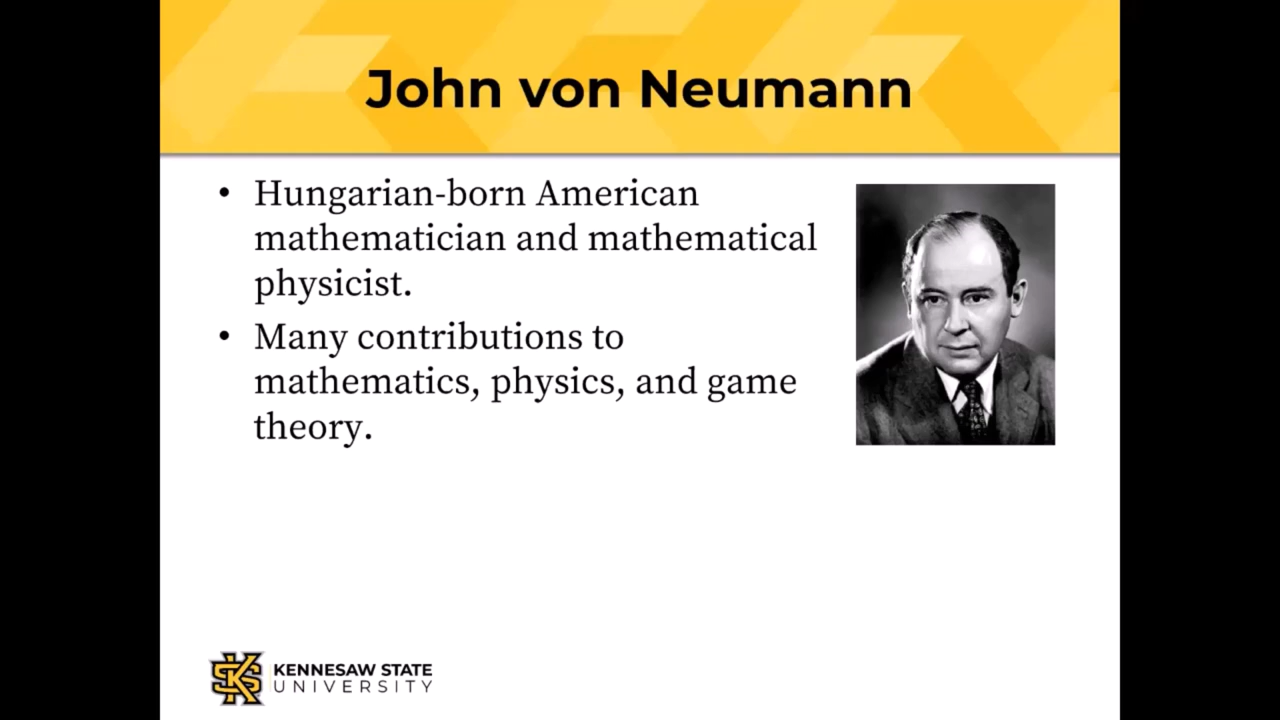 John von Neumann
• Hungarian-born American
mathematician and mathematical
physicist.
• Many contributions to
mathematics, physics, and game
theory.
KS
KENNESAW STATE
UNIVERSITY